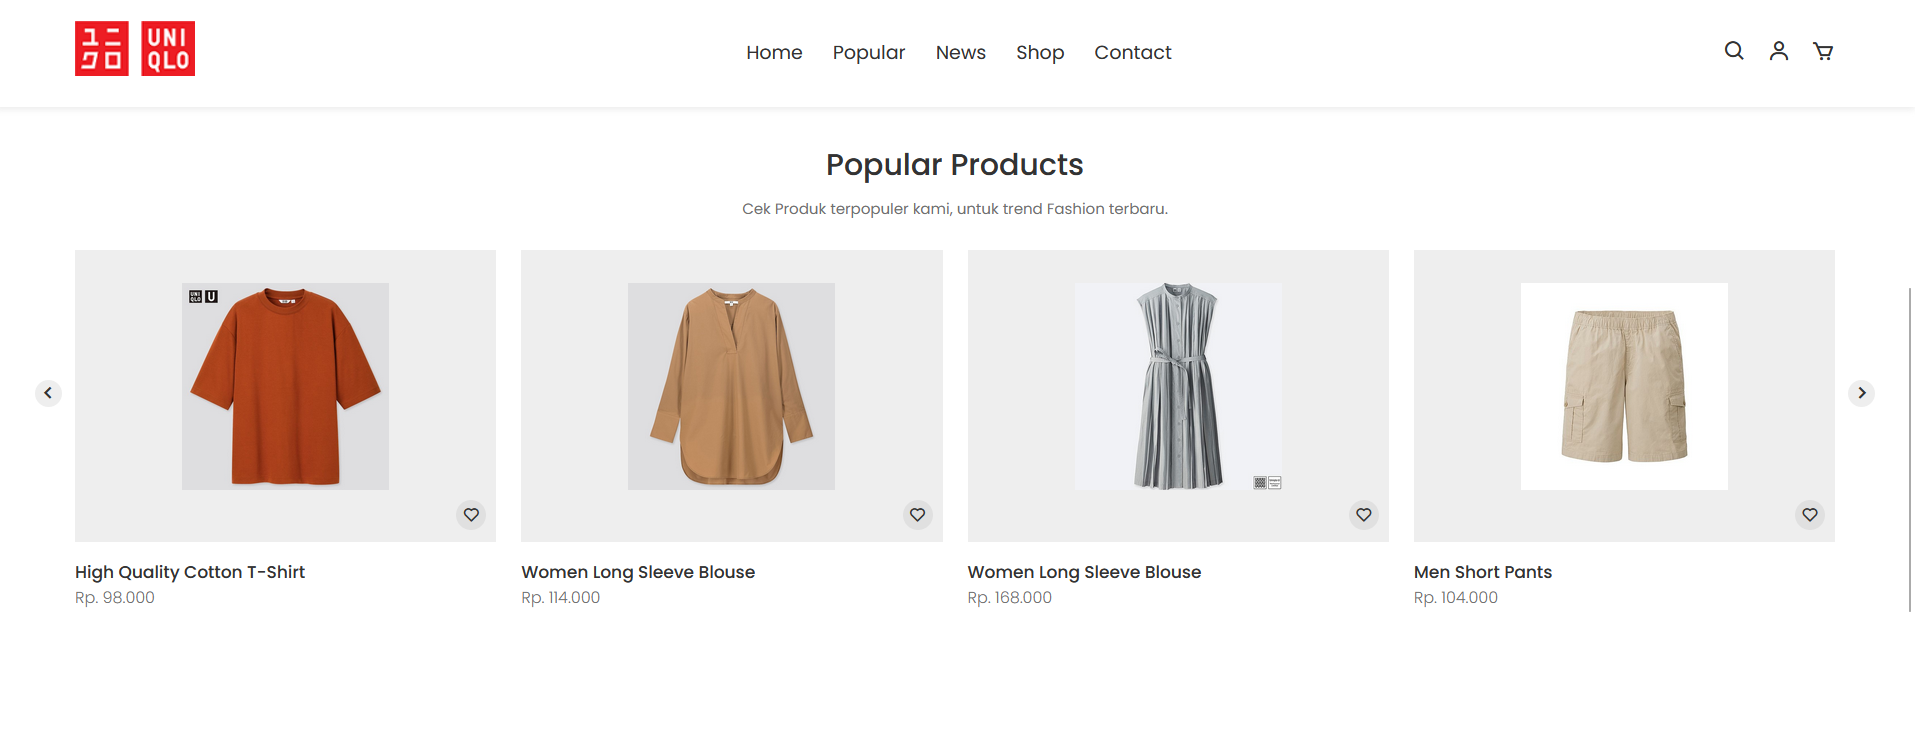 ユニ UNI
クロ QLO
Home Popular News Shop Contact
Popular Products
Cek Produk terpopuler kami, untuk trend Fashion terbaru.
UNI
QLO U
High Quality Cotton T-Shirt
Rp. 98.000
Women Long Sleeve Blouse
Rp. 114.000
Women Long Sleeve Blouse
Rp. 168.000
Men Short Pants
Rp. 104.000